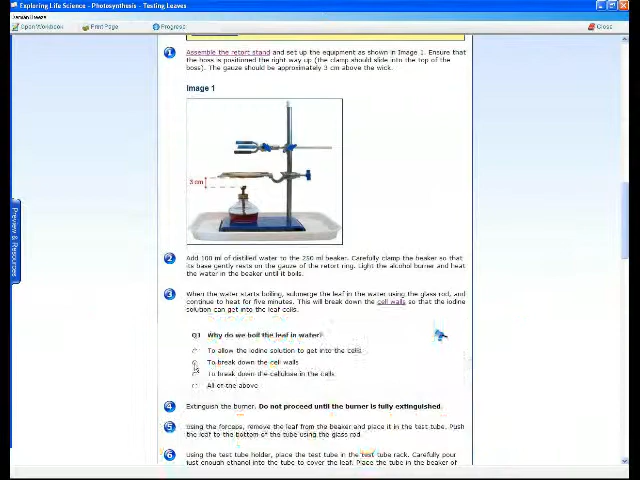 Exploring Life Science - Photosynthesis - Testing Leaves
Damian Breeze
Open Workbook Print Page Progress Close
1 Assemble the retort stand and set up the equipment as shown in Image 1. Ensure that
the boss is positioned the right way up (the clamp should slide into the top of the
boss). The gauze should be approximately 3 cm above the wick.
Image 1
3 cm
2 Add 100 ml of distilled water to the 250 ml beaker. Carefully clamp the beaker so that
its base gently rests on the gauze of the retort ring. Light the alcohol burner and heat
the water in the beaker until it boils.
3 When the water starts boiling, submerge the leaf in the water using the glass rod, and
continue to heat for five minutes. This will break down the cell walls so that the iodine
solution can get into the leaf cells.
Q1 Why do we boil the leaf in water?
To allow the iodine solution to get into the cells
To break down the cell walls
To break down the cellulose in the cells
All of the above
4 Extinguish the burner. Do not proceed until the burner is fully extinguished.
5 Using the forceps, remove the leaf from the beaker and place it in the test tube. Push
the leaf to the bottom of the tube using the glass rod.
6 Using the test tube holder, place the test tube in the test tube rack. Carefully pour
just enough ethanol into the tube to cover the leaf. Place the tube in the beaker of
Preview & Resources